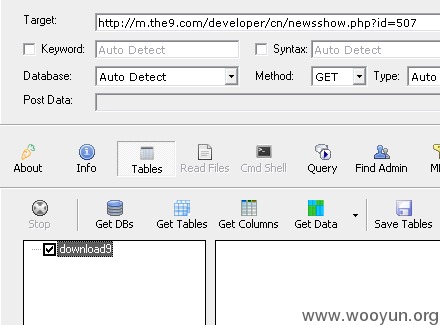 Target: http://m.the9.com/developer/cn/newsshow.php?id=507
Keyword: Auto Detect Syntax: Auto Detect
Database: Auto Detect Method: GET Type: Auto
Post Data:
About Info Tables Read Files Cmd Shell Query Find Admin
Stop Get DBs Get Tables Get Columns Get Data Save Tables
download9
www.wooyun.org